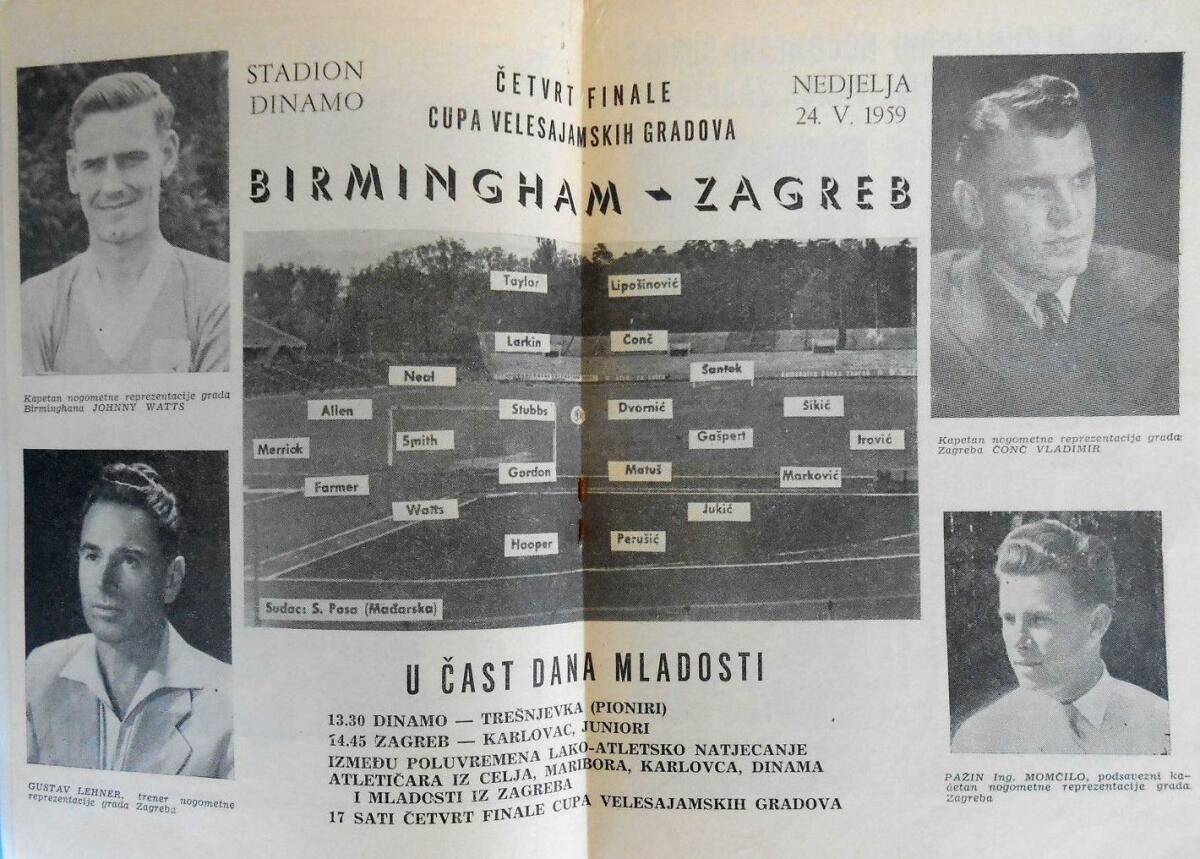 STADION
DINAMO
ČETVRT FINALE
CUPA VELESAJAMSKIH GRADOVA
NEDJELJA
24. V. 1959
BIRMINGHAM - ZAGREB
Kapetan nogometne reprezentacije grada
Birminghana JOHNNY WATTS
Taylor
Lipošinović
Larkin
Čonč
Neal
Santek
Allen
Stubbs
Dvornić
Šikić
Merrick
Smith
Gašpert
Irović
Gordon
Matuš
Marković
Farmer
Watts
Jukić
Hooper
Perušić
Sudac: S. Posa (Mađarska)
Kapetan nogometne reprezentacije grada
Zagreba ČONČ VLADIMIR
GUSTAV LEHNER, trener nogometne
reprezentacije grada Zagreba
U ČAST DANA MLADOSTI
13.30 DINAMO — TREŠNJEVKA (PIONIRI)
14.45 ZAGREB — KARLOVAC, JUNIORI
IZMEĐU POLUVREMENA LAKO-ATLETSKO NATJECANJE
ATLETIČARA IZ CELJA, MARIBORA, KARLOVCA, DINAMA
I MLADOSTI IZ ZAGREBA
17 SATI ČETVRT FINALE CUPA VELESAJAMSKIH GRADOVA
PAŽIN Ing. MOMČILO, podsavezni ka-
petan nogometne reprezentacije grada
Zagreba